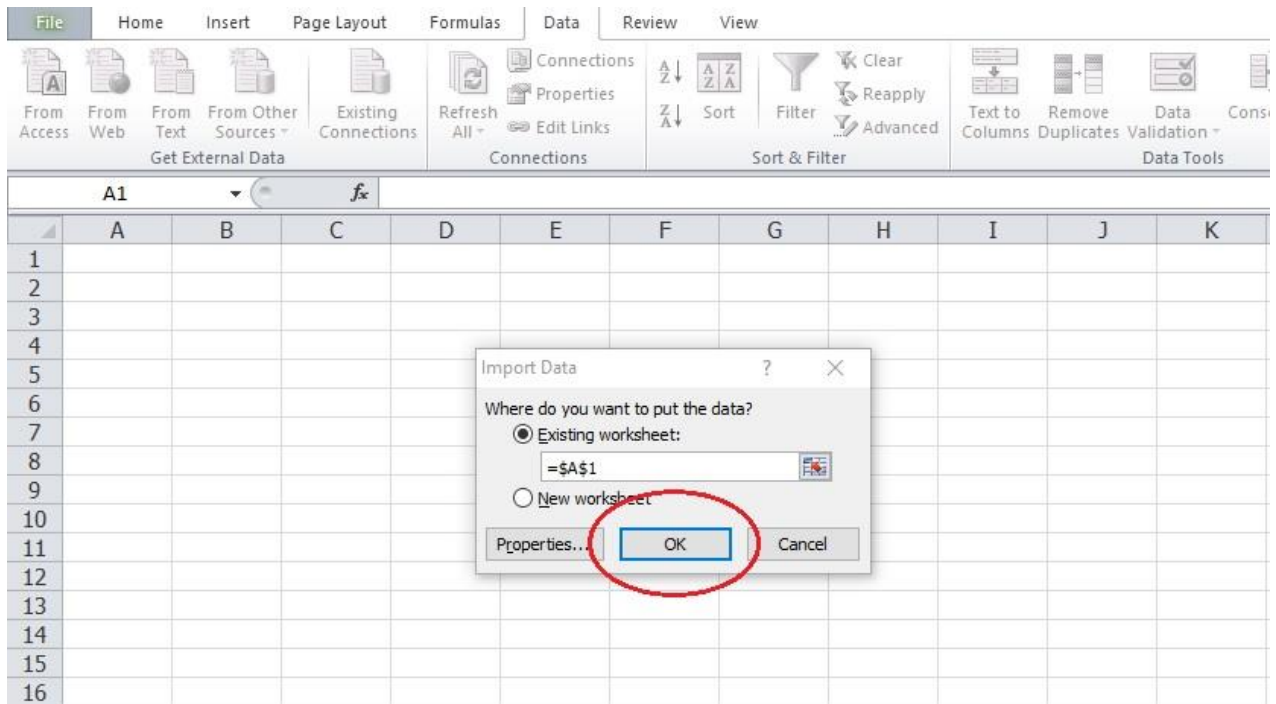 File Home Insert Page Layout Formulas Data Review View
From Access
From Web
From Text
From Other Sources
Existing Connections
Get External Data
Refresh All
Connections
Properties
Edit Links
Connections
Sort
Filter
Clear
Reapply
Advanced
Sort & Filter
Text to Columns
Remove Duplicates
Data Validation
Data Tools
A1 fx
A B C D E F G H I J K
1
2
3
4
5
6
7
8
9
10
11
12
13
14
15
16
Import Data ?
Where do you want to put the data?
Existing worksheet:
=$A$1
New worksheet
Properties... OK Cancel